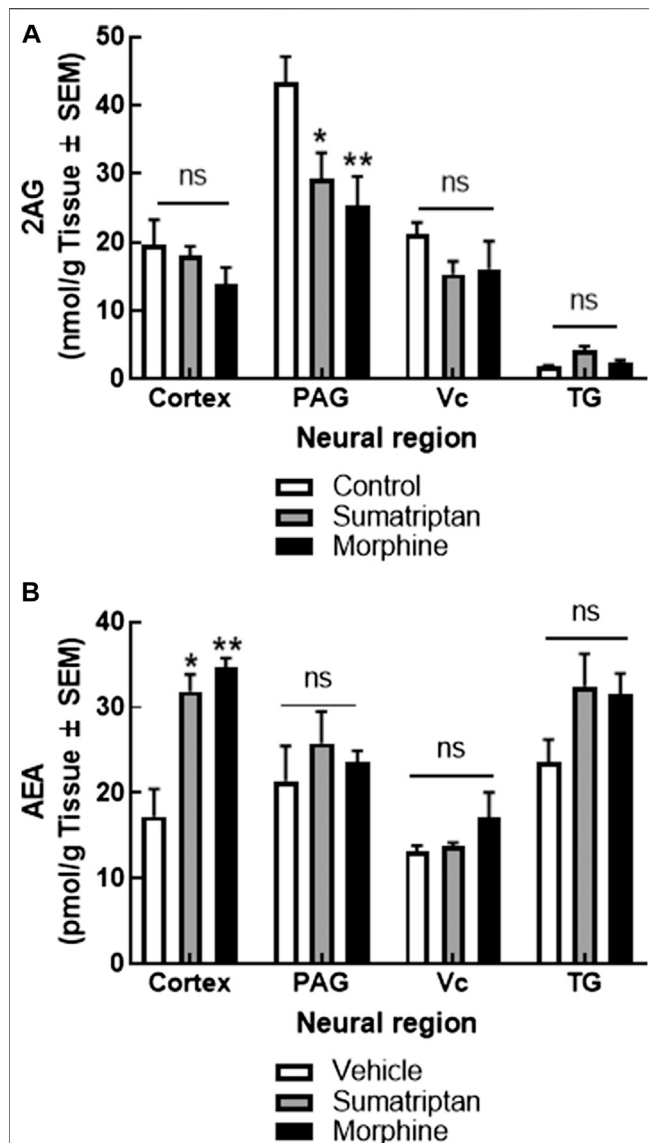 A
2AG
(nmol/g Tissue ± SEM)
50
40
30
20
10
0
ns
*
**
ns
ns
Cortex PAG Vc TG
Neural region
Control
Sumatriptan
Morphine
B
AEA
(pmol/g Tissue ± SEM)
40
30
20
10
0
*
**
ns
ns
ns
Cortex PAG Vc TG
Neural region
Vehicle
Sumatriptan
Morphine